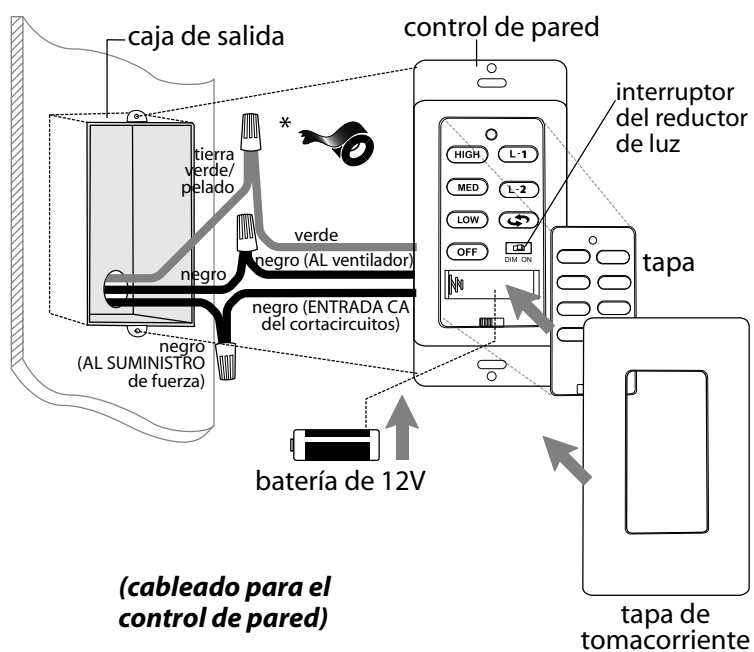 caja de salida
control de pared
interruptor
del reductor
de luz
*
tierra
verde/
pelado
HIGH
L-1
MED
L-2
LOW
OFF
DIM ON
verde
negro (AL ventilador)
negro
negro (ENTRADA CA
del cortacircuitos)
negro
(AL SUMINISTRO
de fuerza)
tapa
batería de 12V
(cableado para el
control de pared)
tapa de
tomacorriente